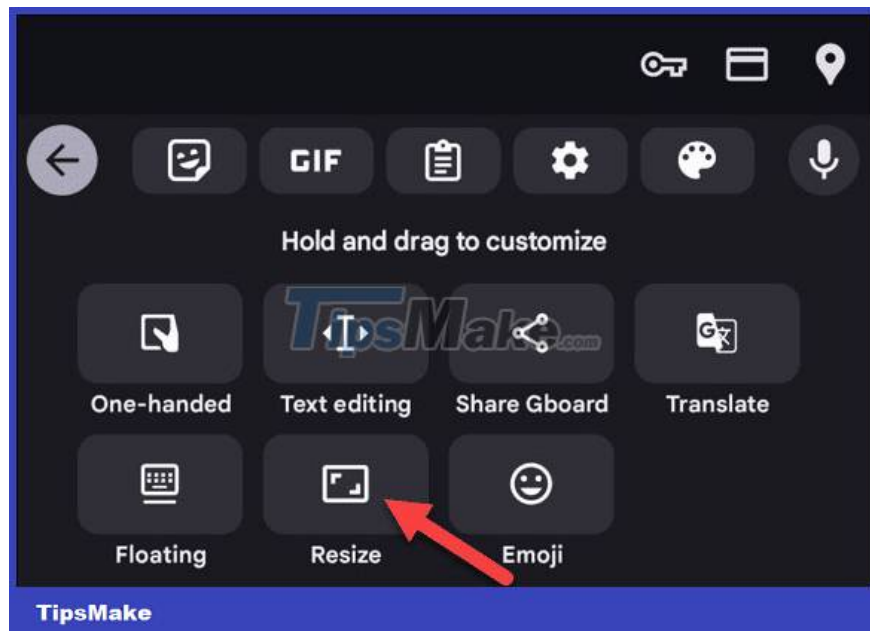 GIF
Hold and drag to customize
TipsMake.com
One-handed Text editing Share Gboard Translate
Floating Resize Emoji
TipsMake